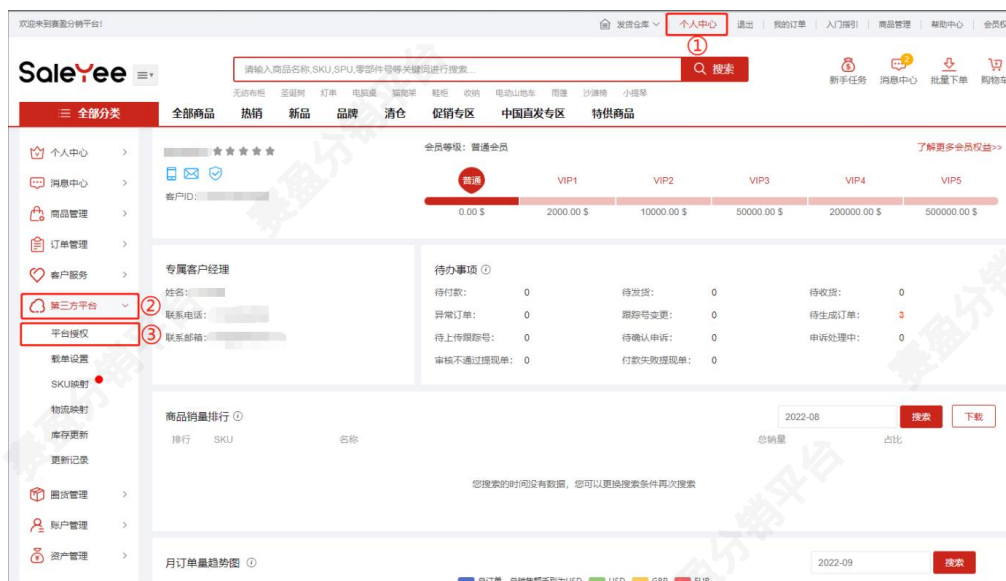 欢迎来到赛盈分销平台!
发货仓库 个人中心 退出 我的订单 入门指引 商品管理 帮助中心
①
SaleYee
请输入商品名称,SKU,SPU,零部件号等关键词进行搜索...
搜索
新手任务 消息中心 批量下单 购物车
2
无纺布柜 圣诞树 灯串 电脑桌 猫爬架 鞋柜 收纳 电动山地车 雨篷 沙滩椅 小提琴
全部分类 全部商品 热销 新品 品牌 清仓 促销专区 中国直发专区 特供商品
个人中心
消息中心
商品管理
订单管理
客户服务
第三方平台 ②
平台授权 ③
载单设置
SKU映射
物流映射
库存更新
更新记录
囤货管理
账户管理
资产管理
客户ID:
会员等级: 普通会员
了解更多会员权益>>
普通 VIP1 VIP2 VIP3 VIP4 VIP5
0.00 $ 2000.00 $ 10000.00 $ 50000.00 $ 200000.00 $ 500000.00 $
专属客户经理
姓名:
联系电话:
联系邮箱:
待办事项
待付款: 0 待发货: 0 待收货: 0
异常订单: 0 跟踪号变更: 0 待生成订单: 3
待上传跟踪号: 0 待确认申诉: 0 申诉处理中: 0
审核不通过提现单: 0 付款失败提现单: 0
商品销量排行
2022-08 搜索 下载
排行 SKU 名称 总销量 占比
您搜索的时间没有数据，您可以更换搜索条件再次搜索
月订单量趋势图
2022-09 搜索
赛盈分销平台